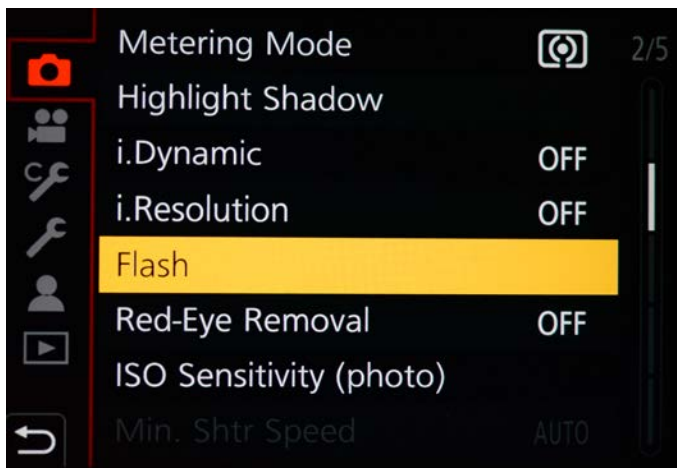 Metering Mode
2/5
Highlight Shadow
i.Dynamic OFF
i.Resolution OFF
Flash
Red-Eye Removal OFF
ISO Sensitivity (photo)
Min. Shtr Speed AUTO
C